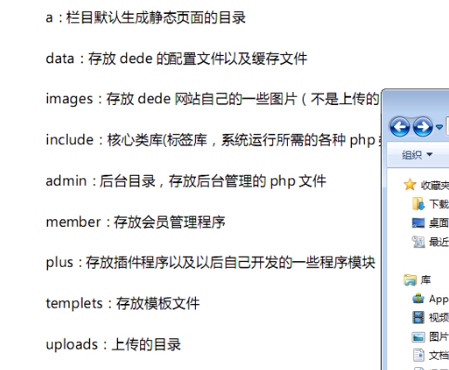 a：栏目默认生成静态页面的目录
data：存放 dede 的配置文件以及缓存文件
images：存放 dede 网站自己的一些图片（ 不是上传的
include：核心类库(标签库，系统运行所需的各种 php
admin：后台目录，存放后台管理的 php 文件
member：存放会员管理程序
plus：存放插件程序以及以后自己开发的一些程序模块
templets：存放模板文件
uploads：上传的目录
组织
收藏夹
下载
桌面
最近
库
App
视频
图片
文档